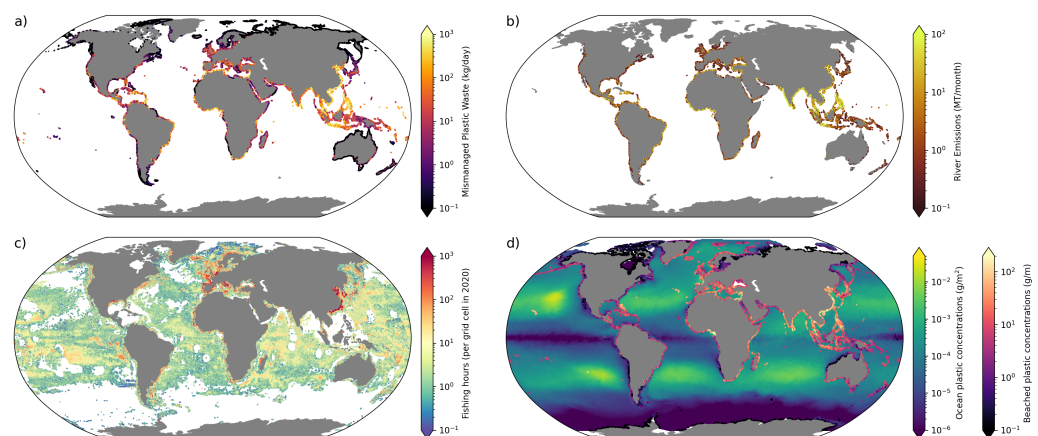 a)
10³
10²
10¹
10⁰
10⁻¹
Mismanaged Plastic Waste (kg/day)
b)
10²
10¹
10⁰
10⁻¹
River Emissions (MT/month)
c)
10³
10²
10¹
10⁰
10⁻¹
Fishing hours (per grid cell in 2020)
d)
10⁻²
10⁻³
10⁻⁴
10⁻⁵
10⁻⁶
Ocean plastic concentrations (g/m²)
10²
10¹
10⁰
10⁻¹
Beached plastic concentrations (g/m)